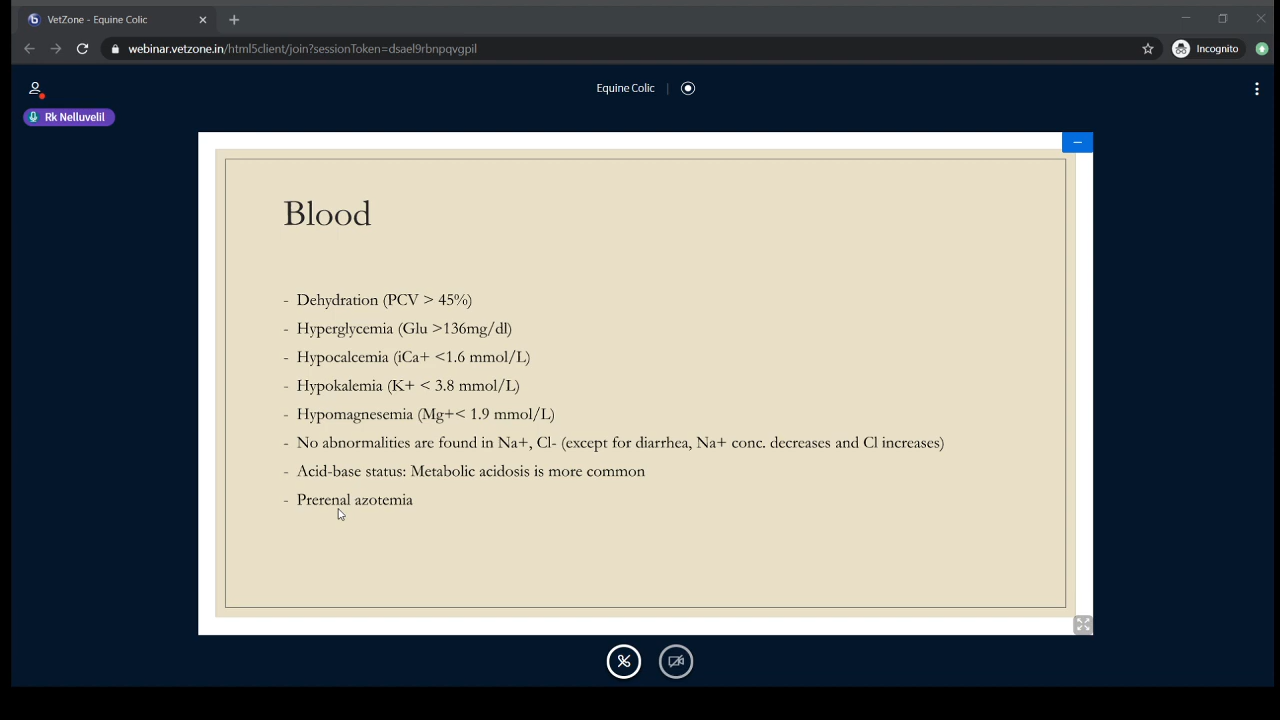 VetZone - Equine Colic
webinar.vetzone.in/html5client/join?sessionToken=dsael9rbnpqvgpil
Incognito
Equine Colic
Rk Nelluvelil
Blood
- Dehydration (PCV > 45%)
- Hyperglycemia (Glu >136mg/dl)
- Hypocalcemia (iCa+ <1.6 mmol/L)
- Hypokalemia (K+ < 3.8 mmol/L)
- Hypomagnesemia (Mg+< 1.9 mmol/L)
- No abnormalities are found in Na+, Cl- (except for diarrhea, Na+ conc. decreases and Cl increases)
- Acid-base status: Metabolic acidosis is more common
- Prerenal azotemia